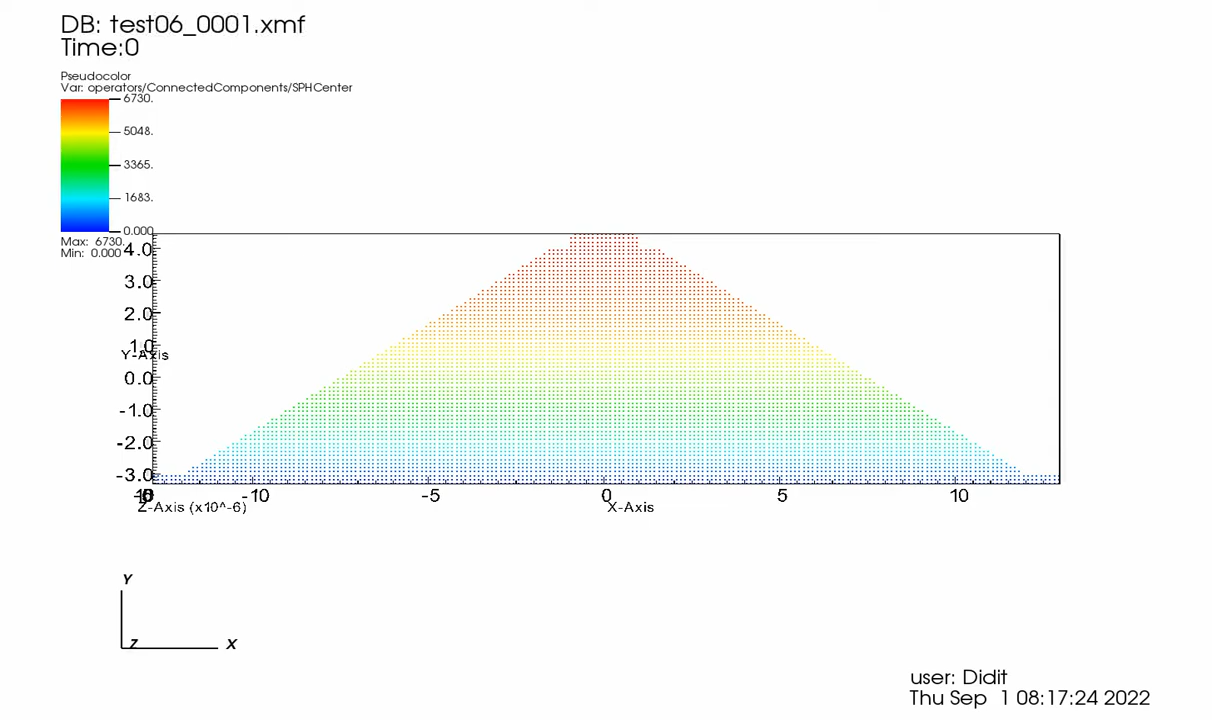 DB: test06_0001.xmf
Time:0
Pseudocolor
Var: operators/ConnectedComponents/SPHCenter
6730.
5048.
3365.
1683.
0.000
Max: 6730.
Min: 0.000
4.0
3.0
2.0
1.0
Y-Axis
0.0
-1.0
-2.0
-3.0
-10
-5
0
5
10
Z-Axis (x10^-6)
X-Axis
Y
Z
X
user: Didit
Thu Sep 1 08:17:24 2022